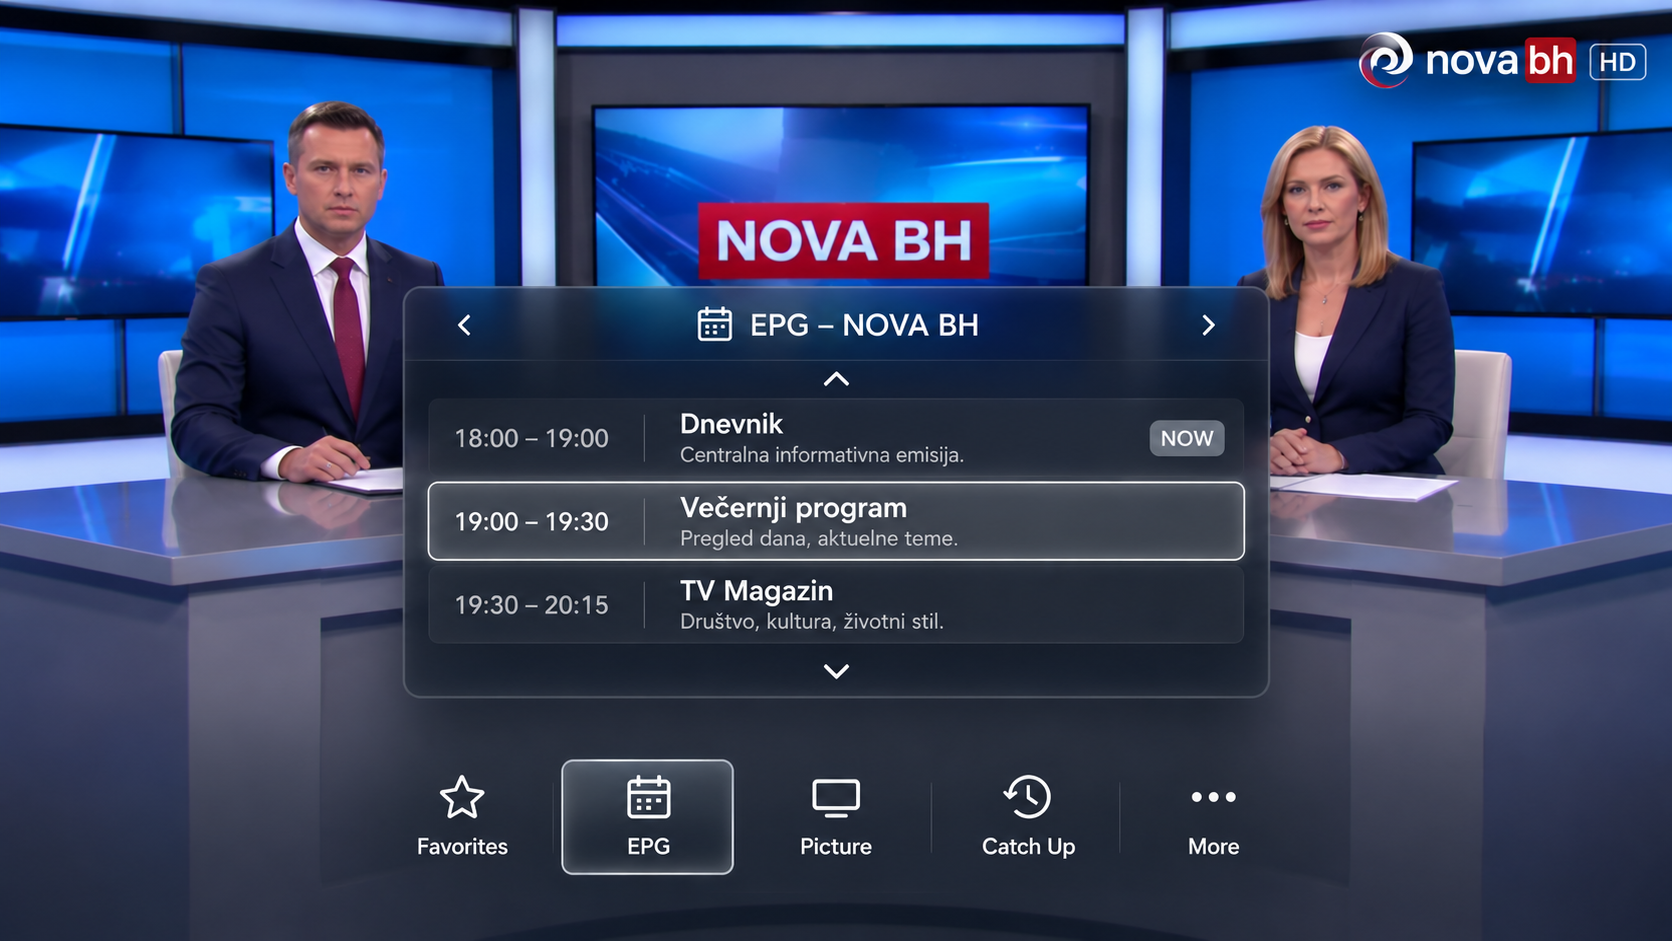 nova bh HD
NOVA BH
EPG – NOVA BH
18:00 – 19:00
Dnevnik
Centralna informativna emisija.
NOW
19:00 – 19:30
Večernji program
Pregled dana, aktuelne teme.
19:30 – 20:15
TV Magazin
Društvo, kultura, životni stil.
Favorites
EPG
Picture
Catch Up
More